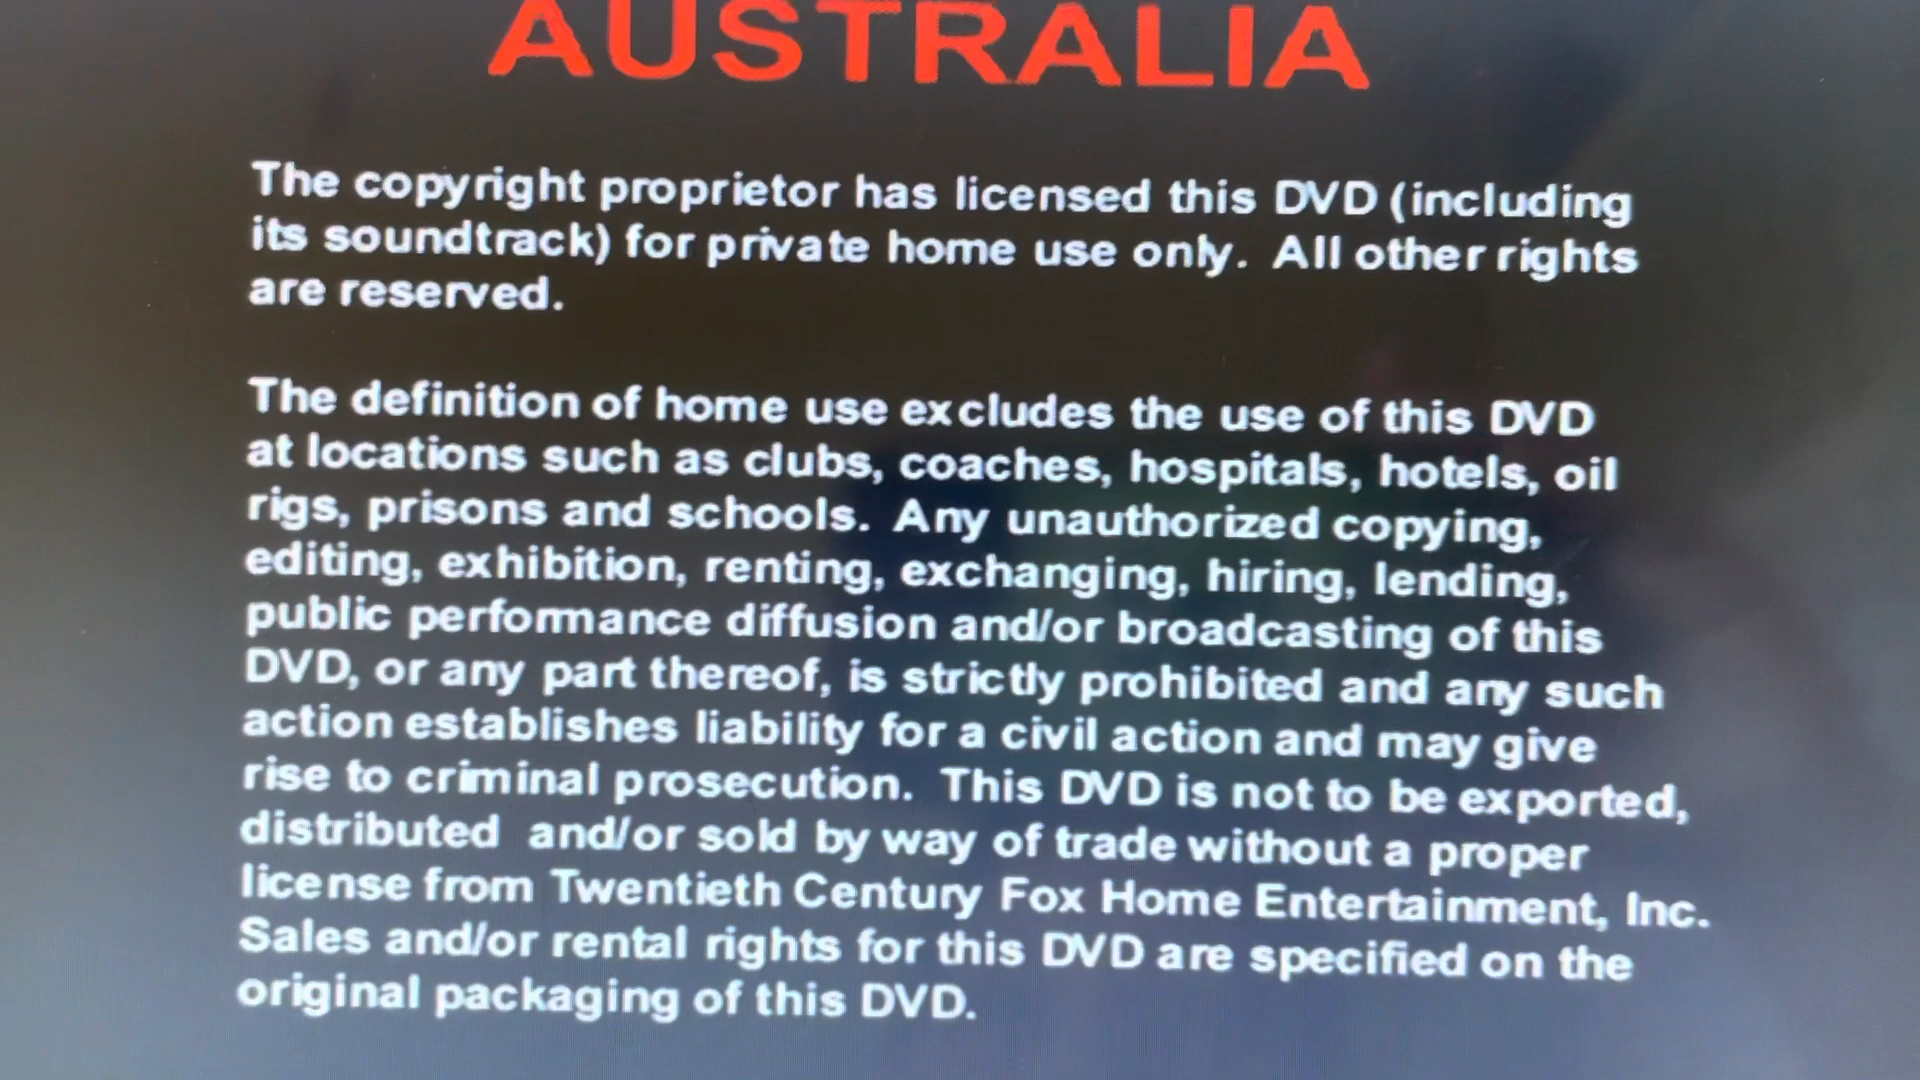 AUSTRALIA
The copyright proprietor has licensed this DVD (including
its soundtrack) for private home use only. All other rights
are reserved.
The definition of home use excludes the use of this DVD
at locations such as clubs, coaches, hospitals, hotels, oil
rigs, prisons and schools. Any unauthorized copying,
editing, exhibition, renting, exchanging, hiring, lending,
public performance diffusion and/or broadcasting of this
DVD, or any part thereof, is strictly prohibited and any such
action establishes liability for a civil action and may give
rise to criminal prosecution. This DVD is not to be exported,
distributed and/or sold by way of trade without a proper
license from Twentieth Century Fox Home Entertainment, Inc.
Sales and/or rental rights for this DVD are specified on the
original packaging of this DVD.